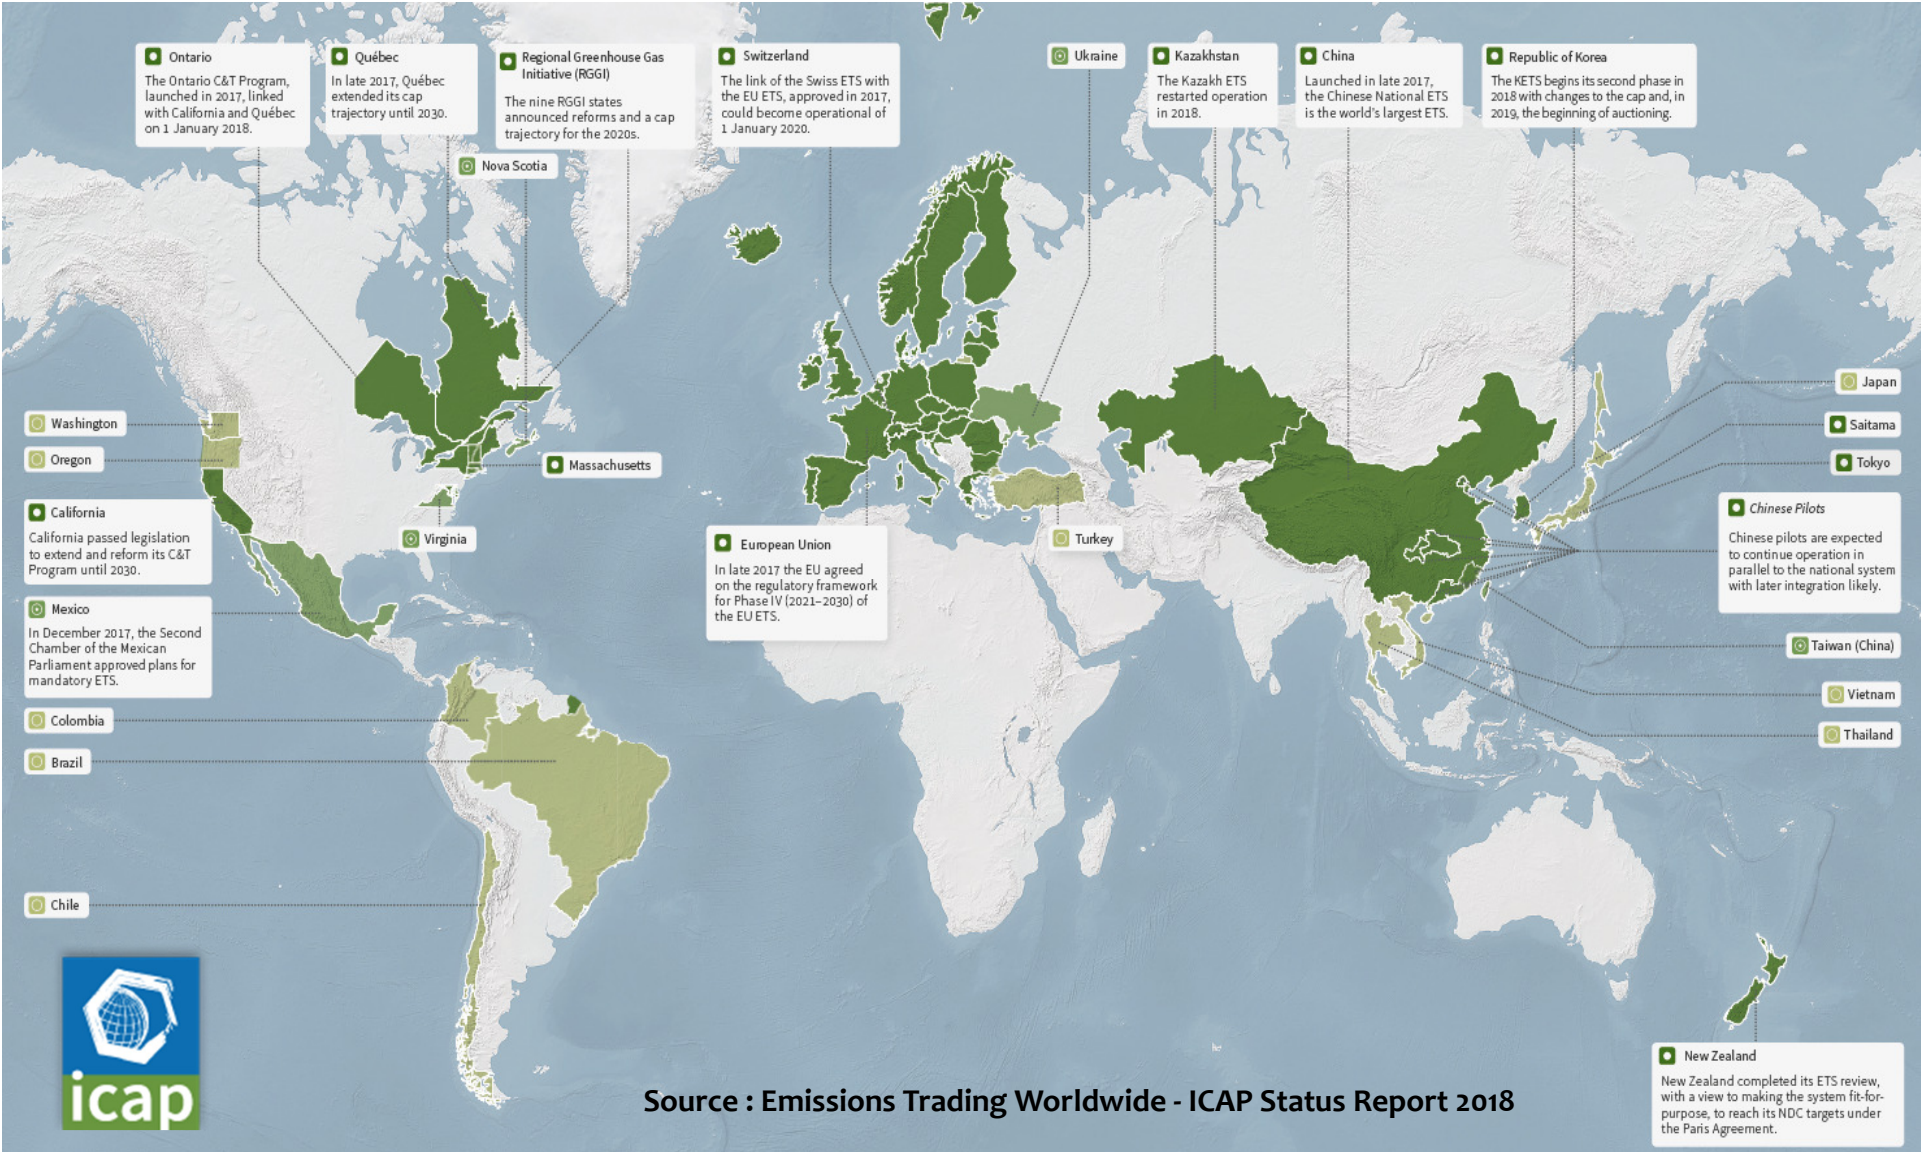 Ontario
The Ontario C&T Program,
launched in 2017, linked
with California and Québec
on 1 January 2018.
Québec
In late 2017, Québec
extended its cap
trajectory until 2030.
Regional Greenhouse Gas
Initiative (RGGI)
The nine RGGI states
announced reforms and a cap
trajectory for the 2020s.
Switzerland
The link of the Swiss ETS with
the EU ETS, approved in 2017,
could become operational of
1 January 2020.
Ukraine
Kazakhstan
The Kazakh ETS
restarted operation
in 2018.
China
Launched in late 2017,
the Chinese National ETS
is the world's largest ETS.
Republic of Korea
The KETS begins its second phase in
2018 with changes to the cap and, in
2019, the beginning of auctioning.
Nova Scotia
Washington
Oregon
California
California passed legislation
to extend and reform its C&T
Program until 2030.
Mexico
In December 2017, the Second
Chamber of the Mexican
Parliament approved plans for
mandatory ETS.
Colombia
Brazil
Chile
Massachusetts
Virginia
European Union
In late 2017 the EU agreed
on the regulatory framework
for Phase IV (2021–2030) of
the EU ETS.
Turkey
Japan
Saitama
Tokyo
Chinese Pilots
Chinese pilots are expected
to continue operation in
parallel to the national system
with later integration likely.
Taiwan (China)
Vietnam
Thailand
New Zealand
New Zealand completed its ETS review,
with a view to making the system fit-for-
purpose, to reach its NDC targets under
the Paris Agreement.
icap
Source : Emissions Trading Worldwide - ICAP Status Report 2018